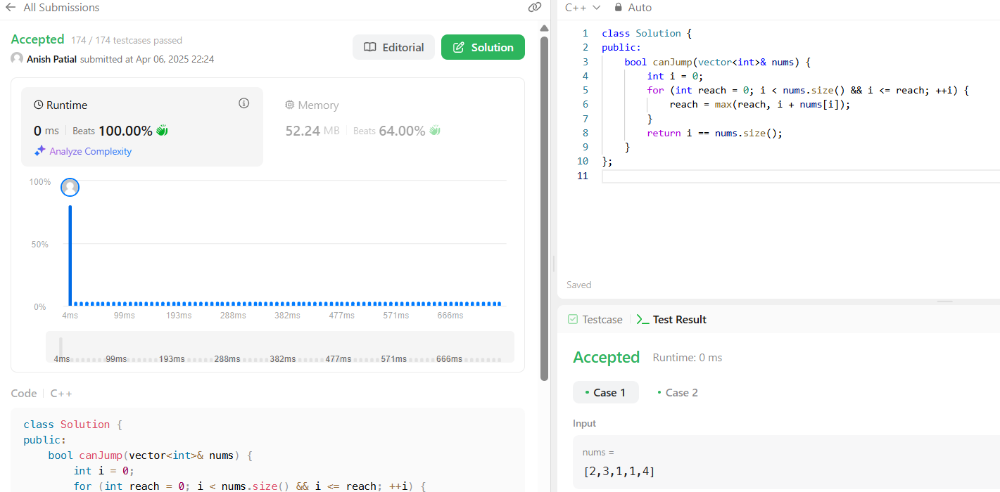 All Submissions
Accepted 174 / 174 testcases passed
Anish Patial submitted at Apr 06, 2025 22:24
Editorial
Solution
Runtime
0 ms Beats 100.00%
Analyze Complexity
Memory
52.24 MB Beats 64.00%
100%
50%
0%
4ms 99ms 193ms 288ms 382ms 477ms 571ms 666ms
4ms 99ms 193ms 288ms 382ms 477ms 571ms 666ms
Code C++
class Solution {
public:
    bool canJump(vector<int>& nums) {
        int i = 0;
        for (int reach = 0; i < nums.size() && i <= reach; ++i) {
C++ Auto
1 class Solution {
2 public:
3     bool canJump(vector<int>& nums) {
4         int i = 0;
5         for (int reach = 0; i < nums.size() && i <= reach; ++i) {
6             reach = max(reach, i + nums[i]);
7         }
8         return i == nums.size();
9     }
10 };
11
Saved
Testcase Test Result
Accepted Runtime: 0 ms
Case 1 Case 2
Input
nums =
[2,3,1,1,4]